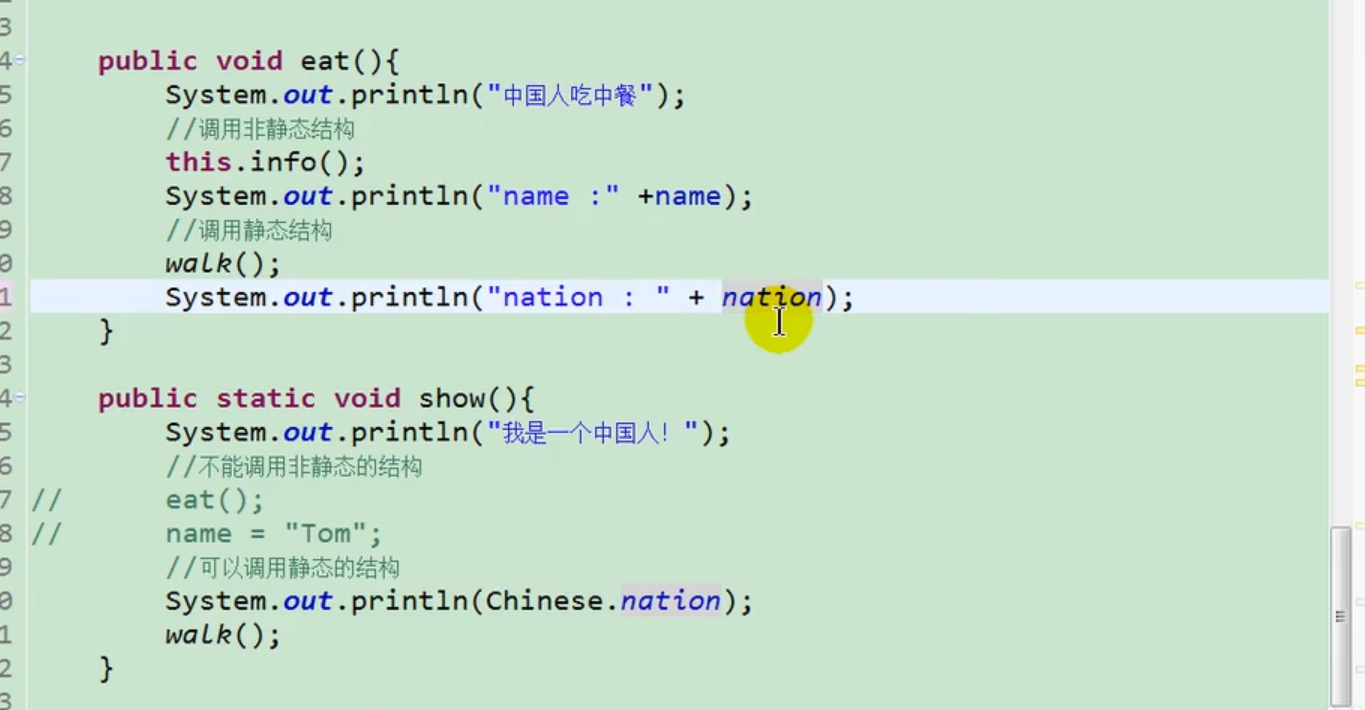 3
4 public void eat(){
5 System.out.println("中国人吃中餐");
6 //调用非静态结构
7 this.info();
8 System.out.println("name :" +name);
9 //调用静态结构
0 walk();
1 System.out.println("nation : " + nation);
2 }
3
4 public static void show(){
5 System.out.println("我是一个中国人！");
6 //不能调用非静态的结构
7 // eat();
8 // name = "Tom";
9 //可以调用静态的结构
0 System.out.println(Chinese.nation);
1 walk();
2 }
3